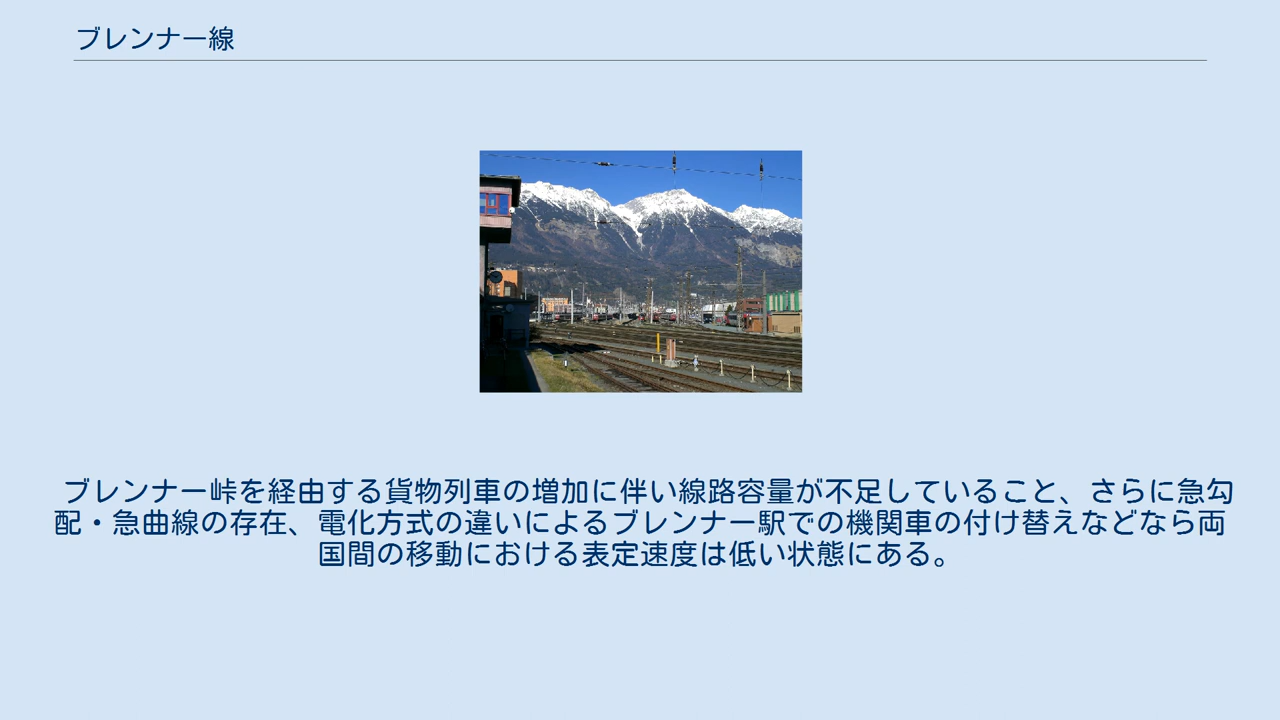 ブレンナー線
ブレンナー峠を経由する貨物列車の増加に伴い線路容量が不足していること、さらに急勾
配・急曲線の存在、電化方式の違いによるブレンナー駅での機関車の付け替えなどなら両
国間の移動における表定速度は低い状態にある。